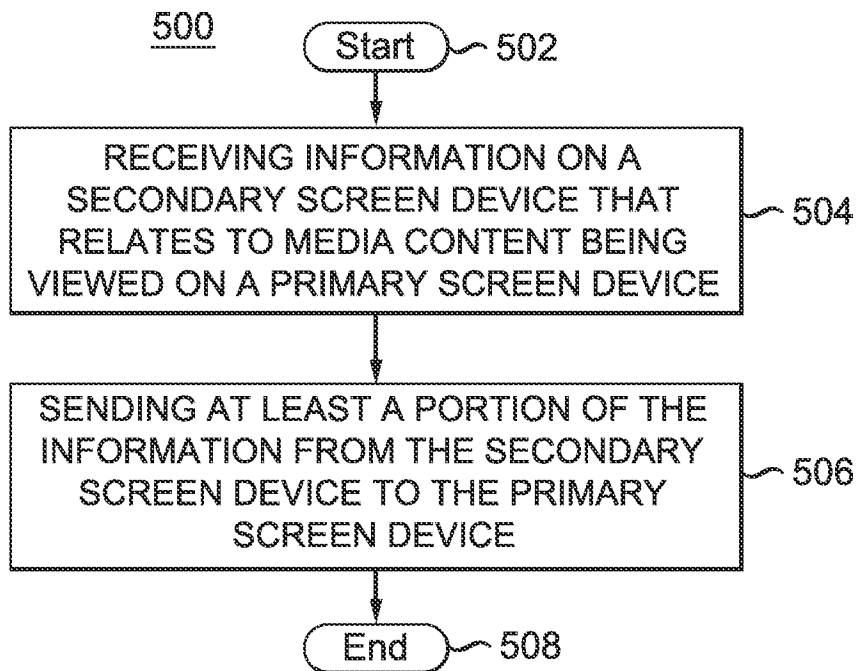 500
Start 502
RECEIVING INFORMATION ON A
SECONDARY SCREEN DEVICE THAT
RELATES TO MEDIA CONTENT BEING
VIEWED ON A PRIMARY SCREEN DEVICE
504
SENDING AT LEAST A PORTION OF THE
INFORMATION FROM THE SECONDARY
SCREEN DEVICE TO THE PRIMARY
SCREEN DEVICE
506
End 508